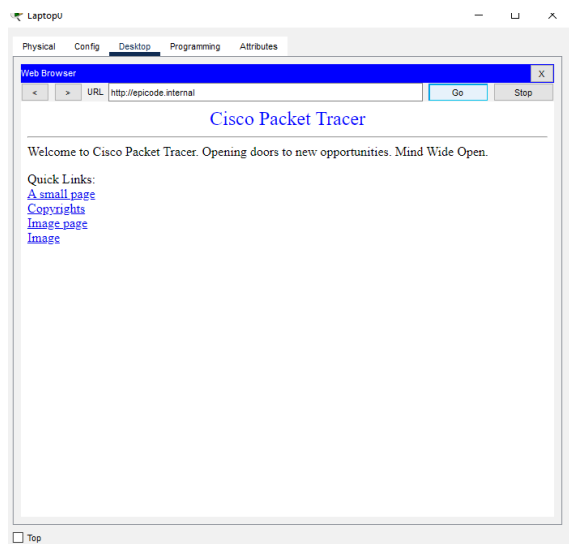 Laptop0
Physical Config Desktop Programming Attributes
Web Browser X
< > URL http://epicode.internal Go Stop
Cisco Packet Tracer
Welcome to Cisco Packet Tracer. Opening doors to new opportunities. Mind Wide Open.
Quick Links:
A small page
Copyrights
Image page
Image
Top